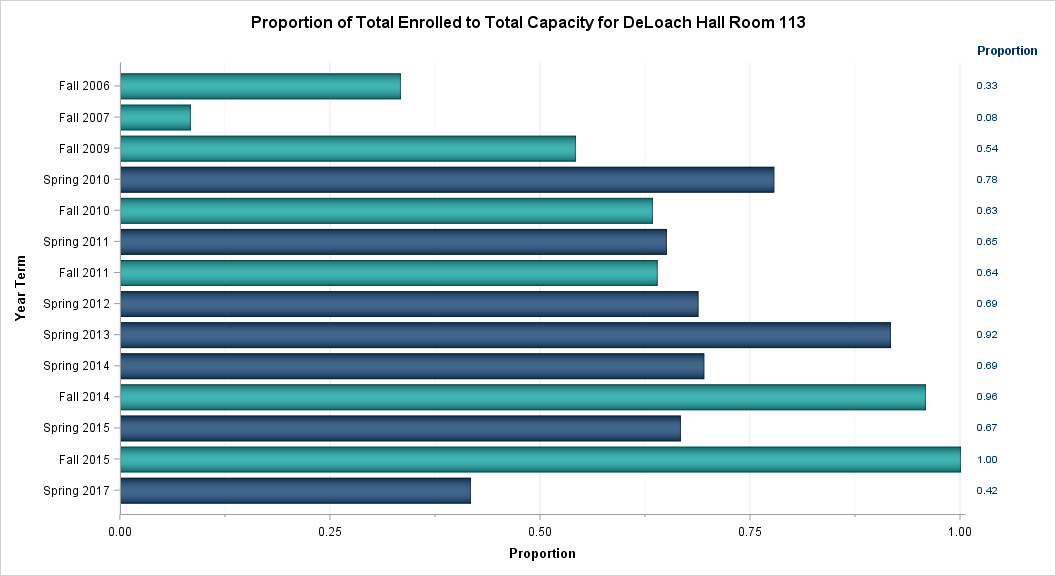 Proportion of Total Enrolled to Total Capacity for DeLoach Hall Room 113
Proportion
Fall 2006 0.33
Fall 2007 0.08
Fall 2009 0.54
Spring 2010 0.78
Fall 2010 0.63
Spring 2011 0.65
Fall 2011 0.64
Spring 2012 0.69
Spring 2013 0.92
Spring 2014 0.69
Fall 2014 0.96
Spring 2015 0.67
Fall 2015 1.00
Spring 2017 0.42
Year Term
0.00 0.25 0.50 0.75 1.00
Proportion